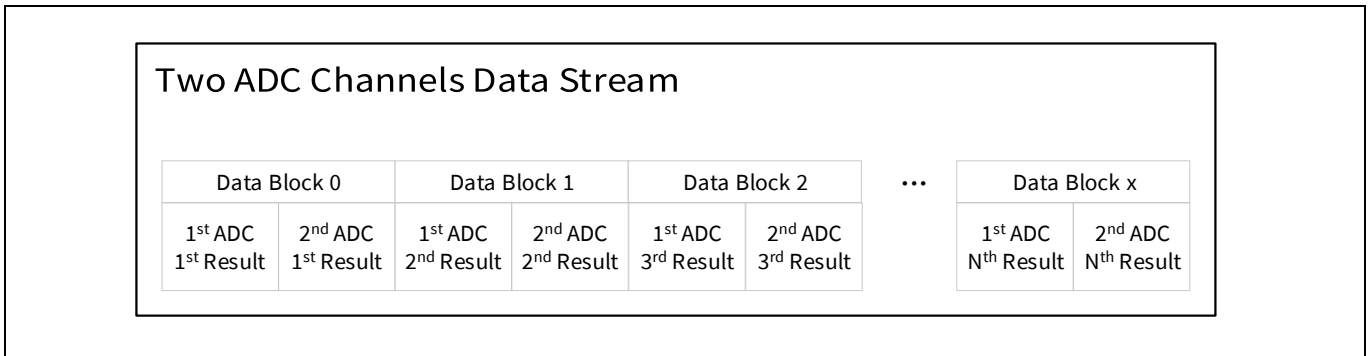 Two ADC Channels Data Stream
Data Block 0 Data Block 1 Data Block 2 ... Data Block x
1st ADC 2nd ADC 1st ADC 2nd ADC 1st ADC 2nd ADC 1st ADC 2nd ADC
1st Result 1st Result 2nd Result 2nd Result 3rd Result 3rd Result Nth Result Nth Result